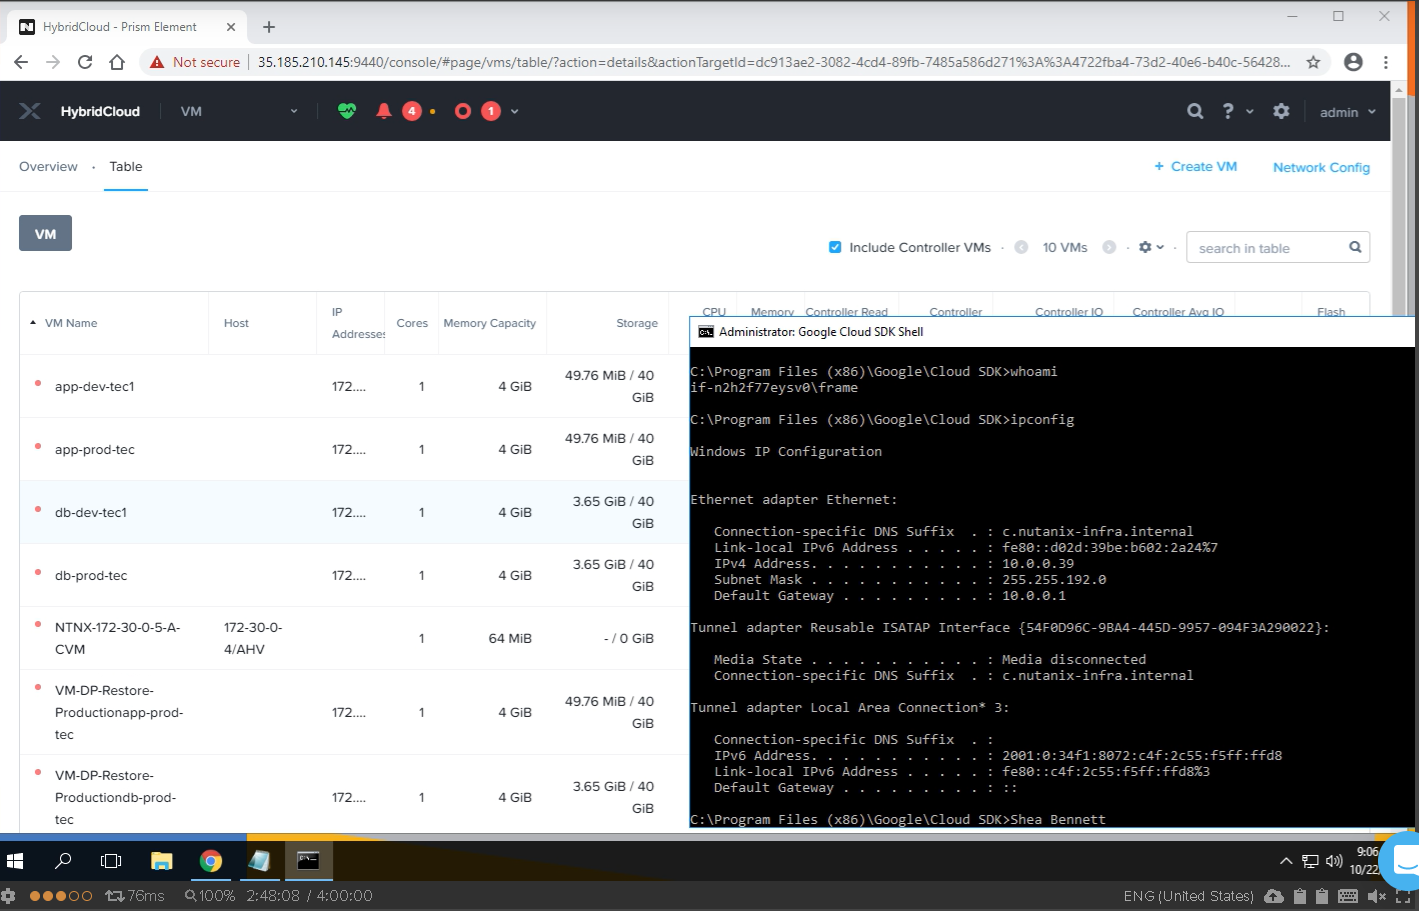 HybridCloud - Prism Element
Not secure
35.185.210.145:9440/console/#page/vms/table/?action=details&actionTargetId=dc913ae2-3082-4cd4-89fb-7485a586d271%3A%3A4722fba4-73d2-40e6-b40c-56428...
HybridCloud
VM
4
1
?
admin
Overview · Table
+ Create VM
Network Config
VM
Include Controller VMs
10 VMs
search in table
VM Name
Host
IP
Addresses
Cores
Memory Capacity
Storage
CPU
Memory
Controller Read
Controller
Controller IO
Controller Avg IO
Flash
app-dev-tec1 172.... 1 4 GiB 49.76 MiB / 40
GiB
app-prod-tec 172.... 1 4 GiB 49.76 MiB / 40
GiB
db-dev-tec1 172.... 1 4 GiB 3.65 GiB / 40
GiB
db-prod-tec 172.... 1 4 GiB 3.65 GiB / 40
GiB
NTNX-172-30-0-5-A- 172-30-0-
CVM 4/AHV 1 64 MiB - / 0 GiB
VM-DP-Restore-
Productionapp-prod- 172.... 1 4 GiB 49.76 MiB / 40
tec GiB
VM-DP-Restore-
Productiondb-prod- 172.... 1 4 GiB 3.65 GiB / 40
tec GiB
Administrator: Google Cloud SDK Shell
C:\Program Files (x86)\Google\Cloud SDK>whoami
if-n2h2f77eysv0\frame
C:\Program Files (x86)\Google\Cloud SDK>ipconfig
Windows IP Configuration
Ethernet adapter Ethernet:
Connection-specific DNS Suffix . : c.nutanix-infra.internal
Link-local IPv6 Address . . . . . : fe80::d02d:39be:b602:2a24%7
IPv4 Address. . . . . . . . . . . : 10.0.0.39
Subnet Mask . . . . . . . . . . . : 255.255.192.0
Default Gateway . . . . . . . . . : 10.0.0.1
Tunnel adapter Reusable ISATAP Interface {54F0D96C-9BA4-445D-9957-094F3A290022}:
Media State . . . . . . . . . . . : Media disconnected
Connection-specific DNS Suffix . : c.nutanix-infra.internal
Tunnel adapter Local Area Connection* 3:
Connection-specific DNS Suffix . :
IPv6 Address. . . . . . . . . . . : 2001:0:34f1:8072:c4f:2c55:f5ff:ffd8
Link-local IPv6 Address . . . . . : fe80::c4f:2c55:f5ff:ffd8%3
Default Gateway . . . . . . . . . : ::
C:\Program Files (x86)\Google\Cloud SDK>Shea Bennett
9:06
10/22
76ms
100%
2:48:08 / 4:00:00
ENG (United States)